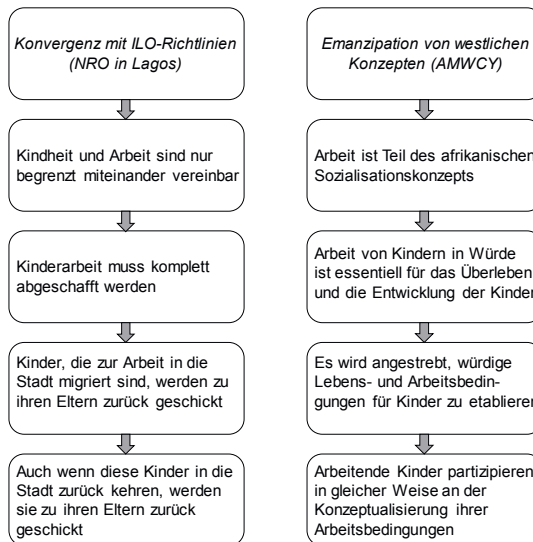 Konvergenz mit ILO-Richtlinien
(NRO in Lagos)
Kindheit und Arbeit sind nur
begrenzt miteinander vereinbar
Kinderarbeit muss komplett
abgeschafft werden
Kinder, die zur Arbeit in die
Stadt migriert sind, werden zu
ihren Eltern zurück geschickt
Auch wenn diese Kinder in die
Stadt zurück kehren, werden
sie zu ihren Eltern zurück
geschickt
Emanzipation von westlichen
Konzepten (AMWCY)
Arbeit ist Teil des afrikanischen
Sozialisationskonzepts
Arbeit von Kindern in Würde
ist essentiell für das Überleben
und die Entwicklung der Kinder
Es wird angestrebt, würdige
Lebens- und Arbeitsbedin-
gungen für Kinder zu etablieren
Arbeitende Kinder partizipieren
in gleicher Weise an der
Konzeptualisierung ihrer
Arbeitsbedingungen